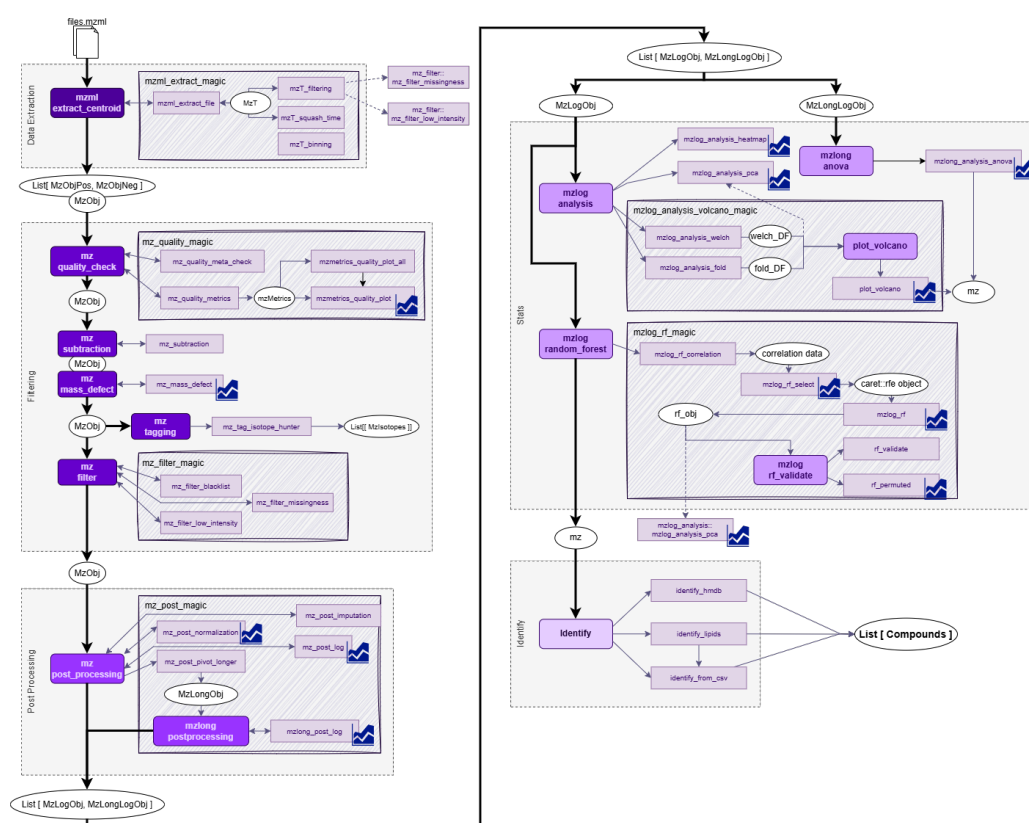 files.mzml
Data Extraction
mzml
extract_centroid
mzml_extract_magic
mzml_extract_file
MzT
mzT_filtering
mzT_squash_time
mzT_binning
mz_filter::
mz_filter_missingness
mz_filter::
mz_filter_low_intensity
List[ MzObjPos, MzObjNeg ]
MzObj
Filtering
mz
quality_check
mz_quality_magic
mz_quality_meta_check
mz_quality_metrics
mzMetrics
mzmetrics_quality_plot_all
mzmetrics_quality_plot
MzObj
mz
subtraction
mz_subtraction
MzObj
mz
mass_defect
mz_mass_defect
MzObj
mz
tagging
mz_tag_isotope_hunter
List[[ MzIsotopes ]]
mz
filter
mz_filter_magic
mz_filter_blacklist
mz_filter_missingness
mz_filter_low_intensity
MzObj
Post Processing
mz
post_processing
mz_post_magic
mz_post_imputation
mz_post_normalization
mz_post_log
mz_post_pivot_longer
MzLongObj
mzlong
postprocessing
mzlong_post_log
List [ MzLogObj, MzLongLogObj ]
List [ MzLogObj, MzLongLogObj ]
MzLogObj
MzLongLogObj
Stats
mzlog
analysis
mzlog_analysis_heatmap
mzlog_analysis_pca
mzlong
anova
mzlong_analysis_anova
mzlog_analysis_volcano_magic
mzlog_analysis_welch
welch_DF
mzlog_analysis_fold
fold_DF
plot_volcano
plot_volcano
mz
mzlog
random_forest
mzlog_rf_magic
mzlog_rf_correlation
correlation data
mzlog_rf_select
caret::rfe object
mzlog_rf
rf_obj
mzlog
rf_validate
rf_validate
rf_permuted
mzlog_analysis::
mzlog_analysis_pca
mz
Identify
Identify
identify_hmdb
identify_lipids
identify_from_csv
List [ Compounds ]